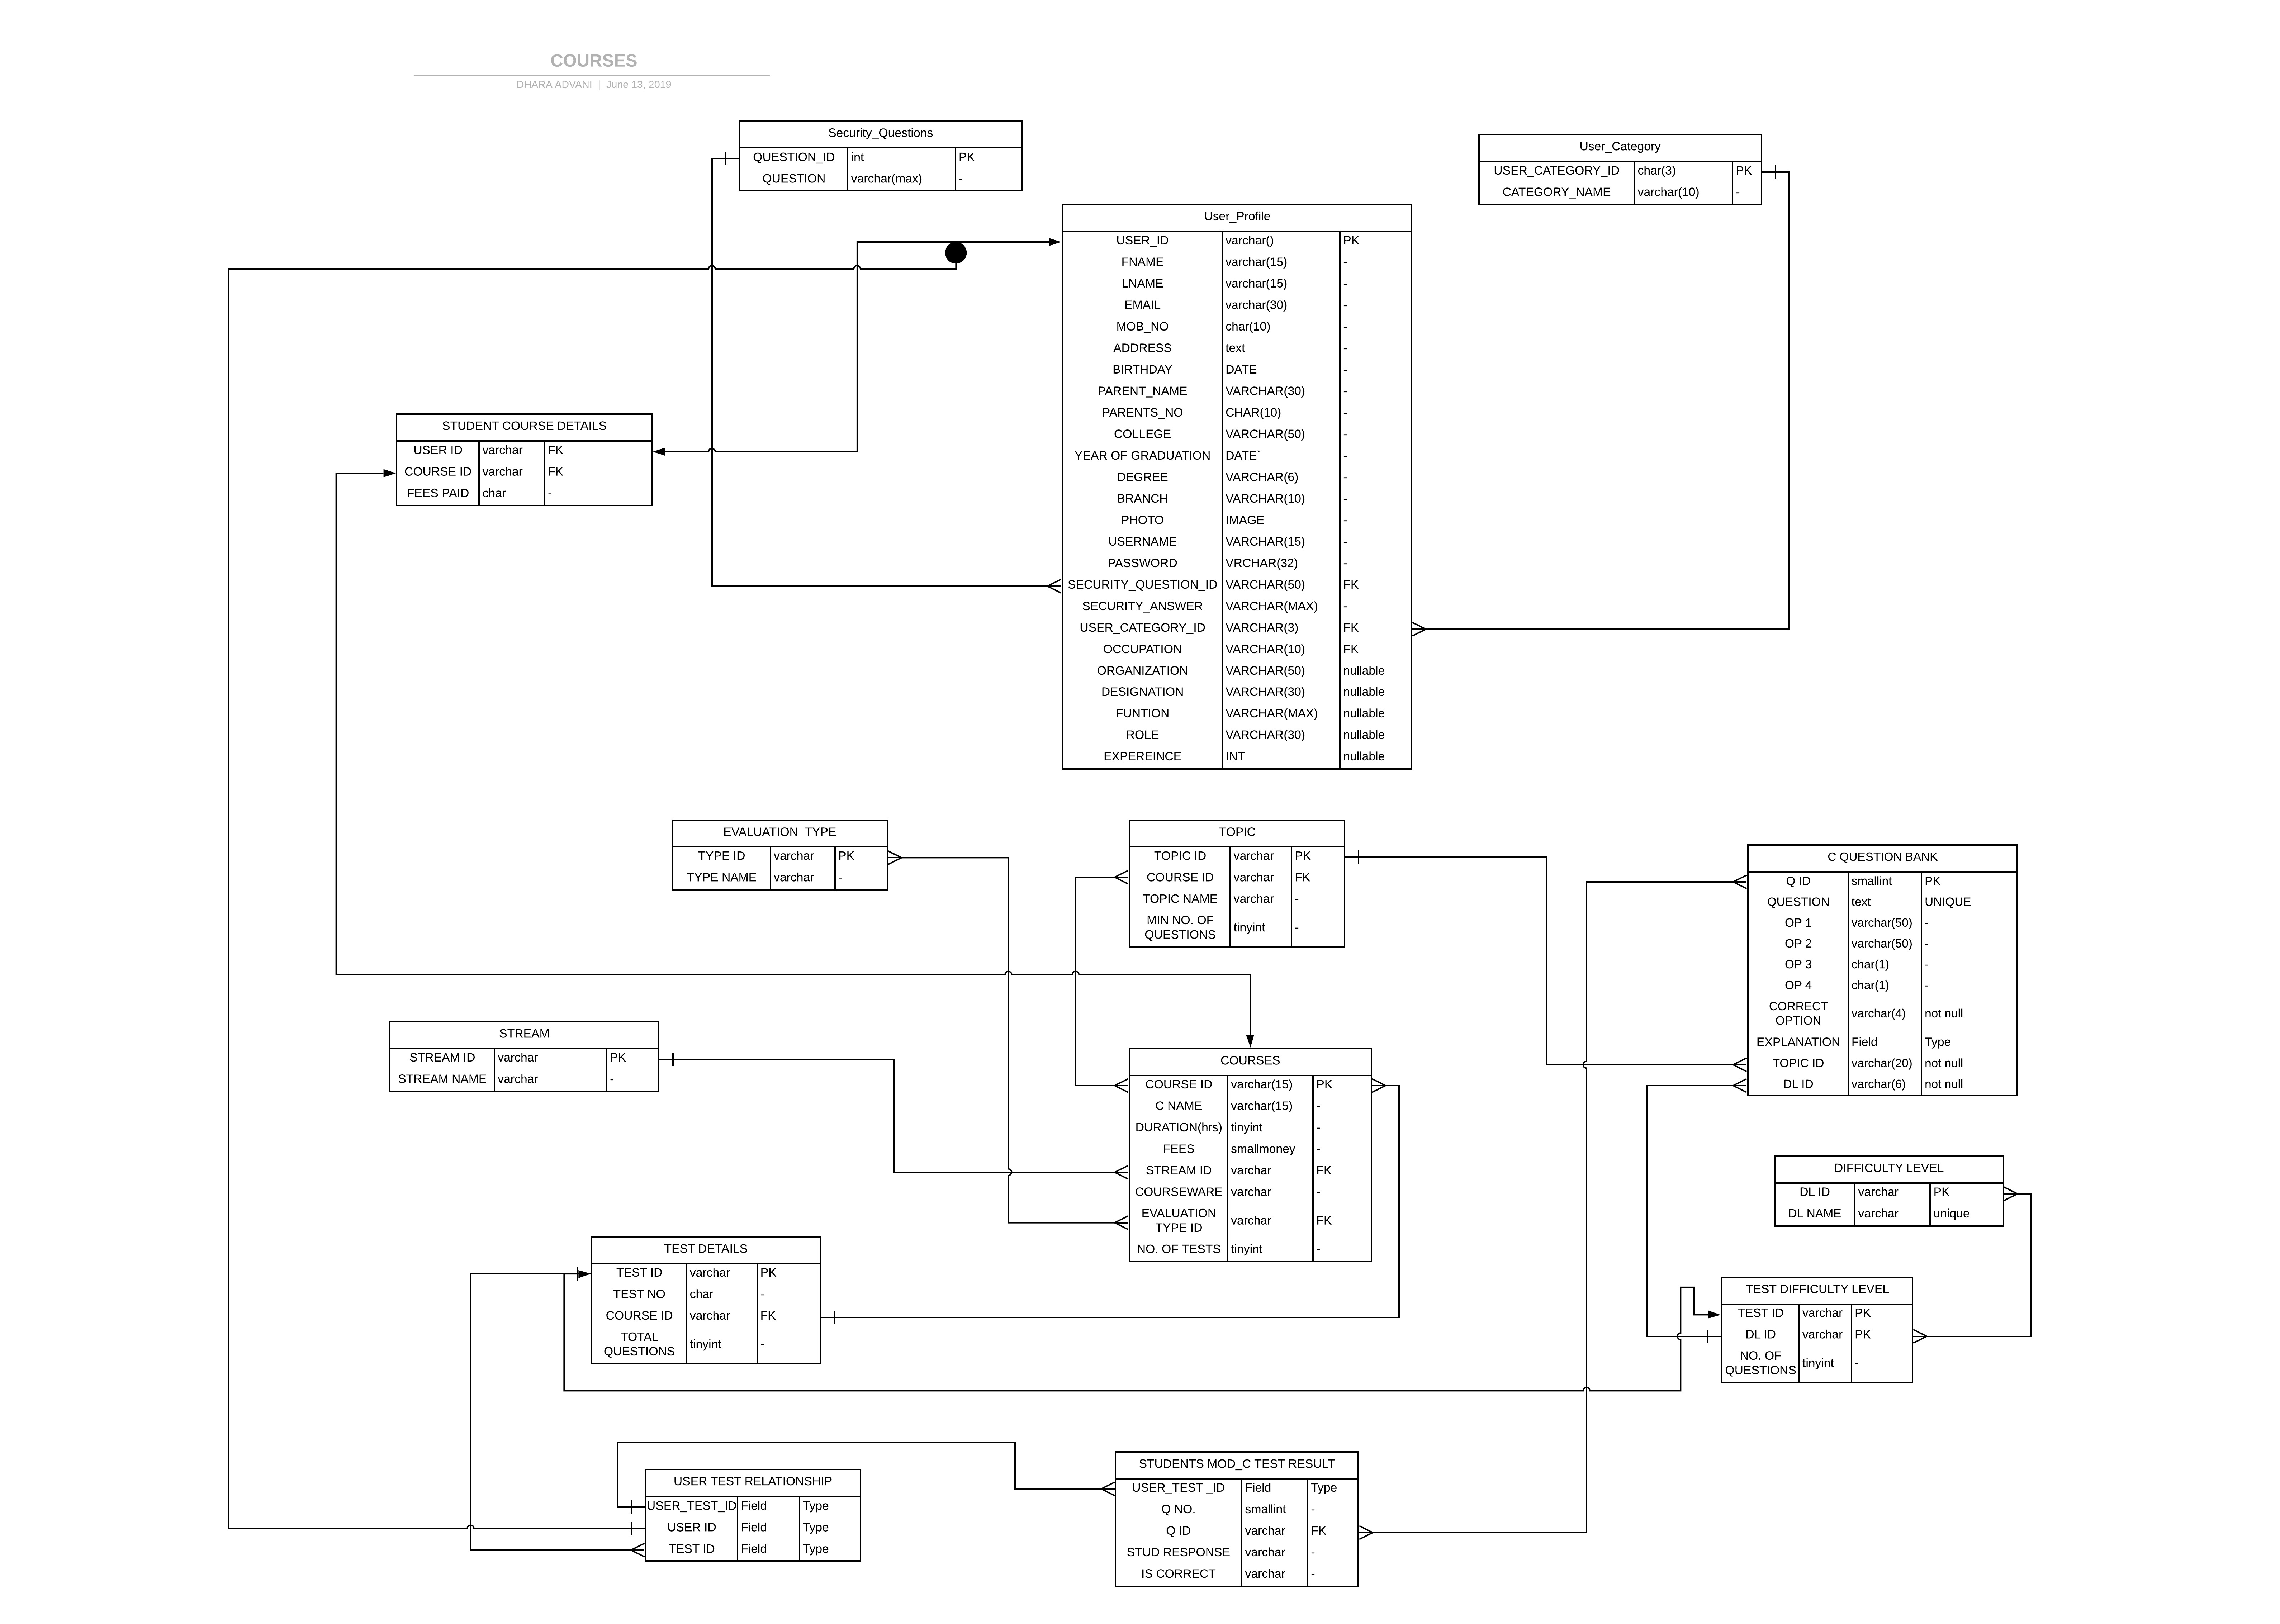 COURSES
DHARA ADVANI | June 13, 2019
Security_Questions
QUESTION_ID int PK
QUESTION varchar(max) -
User_Category
USER_CATEGORY_ID char(3) PK
CATEGORY_NAME varchar(10) -
User_Profile
USER_ID varchar() PK
FNAME varchar(15) -
LNAME varchar(15) -
EMAIL varchar(30) -
MOB_NO char(10) -
ADDRESS text -
BIRTHDAY DATE -
PARENT_NAME VARCHAR(30) -
PARENTS_NO CHAR(10) -
COLLEGE VARCHAR(50) -
YEAR OF GRADUATION DATE` -
DEGREE VARCHAR(6) -
BRANCH VARCHAR(10) -
PHOTO IMAGE -
USERNAME VARCHAR(15) -
PASSWORD VRCHAR(32) -
SECURITY_QUESTION_ID VARCHAR(50) FK
SECURITY_ANSWER VARCHAR(MAX) -
USER_CATEGORY_ID VARCHAR(3) FK
OCCUPATION VARCHAR(10) FK
ORGANIZATION VARCHAR(50) nullable
DESIGNATION VARCHAR(30) nullable
FUNTION VARCHAR(MAX) nullable
ROLE VARCHAR(30) nullable
EXPEREINCE INT nullable
STUDENT COURSE DETAILS
USER ID varchar FK
COURSE ID varchar FK
FEES PAID char -
EVALUATION TYPE
TYPE ID varchar PK
TYPE NAME varchar -
TOPIC
TOPIC ID varchar PK
COURSE ID varchar FK
TOPIC NAME varchar -
MIN NO. OF
QUESTIONS tinyint -
C QUESTION BANK
Q ID smallint PK
QUESTION text UNIQUE
OP 1 varchar(50) -
OP 2 varchar(50) -
OP 3 char(1) -
OP 4 char(1) -
CORRECT
OPTION varchar(4) not null
EXPLANATION Field Type
TOPIC ID varchar(20) not null
DL ID varchar(6) not null
STREAM
STREAM ID varchar PK
STREAM NAME varchar -
COURSES
COURSE ID varchar(15) PK
C NAME varchar(15) -
DURATION(hrs) tinyint -
FEES smallmoney -
STREAM ID varchar FK
COURSEWARE varchar -
EVALUATION
TYPE ID varchar FK
NO. OF TESTS tinyint -
DIFFICULTY LEVEL
DL ID varchar PK
DL NAME varchar unique
TEST DETAILS
TEST ID varchar PK
TEST NO char -
COURSE ID varchar FK
TOTAL
QUESTIONS tinyint -
TEST DIFFICULTY LEVEL
TEST ID varchar PK
DL ID varchar PK
NO. OF
QUESTIONS tinyint -
USER TEST RELATIONSHIP
USER_TEST_ID Field Type
USER ID Field Type
TEST ID Field Type
STUDENTS MOD_C TEST RESULT
USER_TEST _ID Field Type
Q NO. smallint -
Q ID varchar FK
STUD RESPONSE varchar -
IS CORRECT varchar -